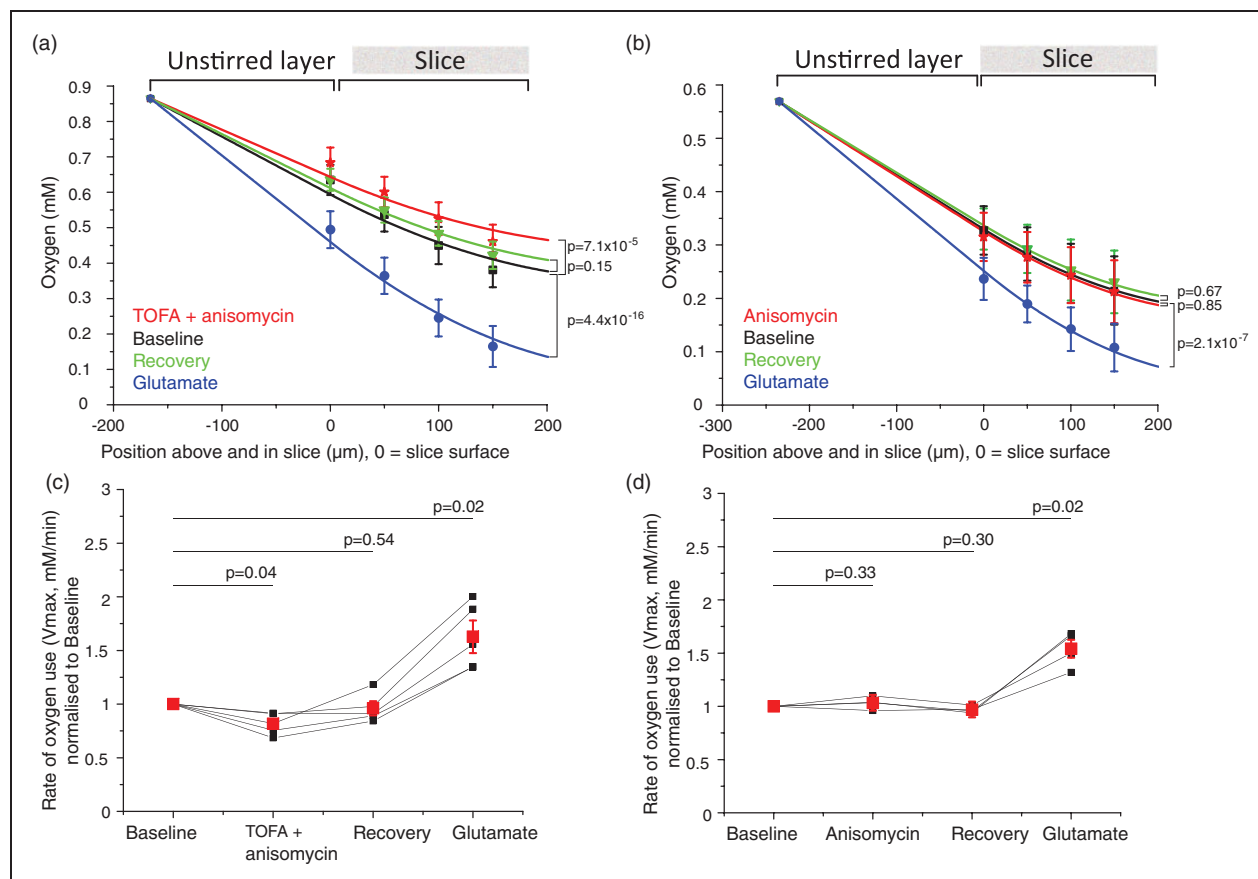 (a)
Unstirred layer
Slice
0.9
0.8
0.7
0.6
0.5
0.4
0.3
0.2
0.1
0
Oxygen (mM)
TOFA + anisomycin
Baseline
Recovery
Glutamate
p=7.1x10⁻⁵
p=0.15
p=4.4x10⁻¹⁶
-200 -100 0 100 200
Position above and in slice (µm), 0 = slice surface
(b)
Unstirred layer
Slice
0.6
0.5
0.4
0.3
0.2
0.1
0
Oxygen (mM)
Anisomycin
Baseline
Recovery
Glutamate
p=0.67
p=0.85
p=2.1x10⁻⁷
-300 -200 -100 0 100 200
Position above and in slice (µm), 0 = slice surface
(c)
3
2.5
2
1.5
1
0.75
0.5
0
Rate of oxygen use (Vmax, mM/min)
normalised to Baseline
p=0.02
p=0.54
p=0.04
Baseline TOFA + Recovery Glutamate
anisomycin
(d)
3
2.5
2
1.5
1
0.5
0
Rate of oxygen use (Vmax, mM/min)
normalised to Baseline
p=0.02
p=0.30
p=0.33
Baseline Anisomycin Recovery Glutamate